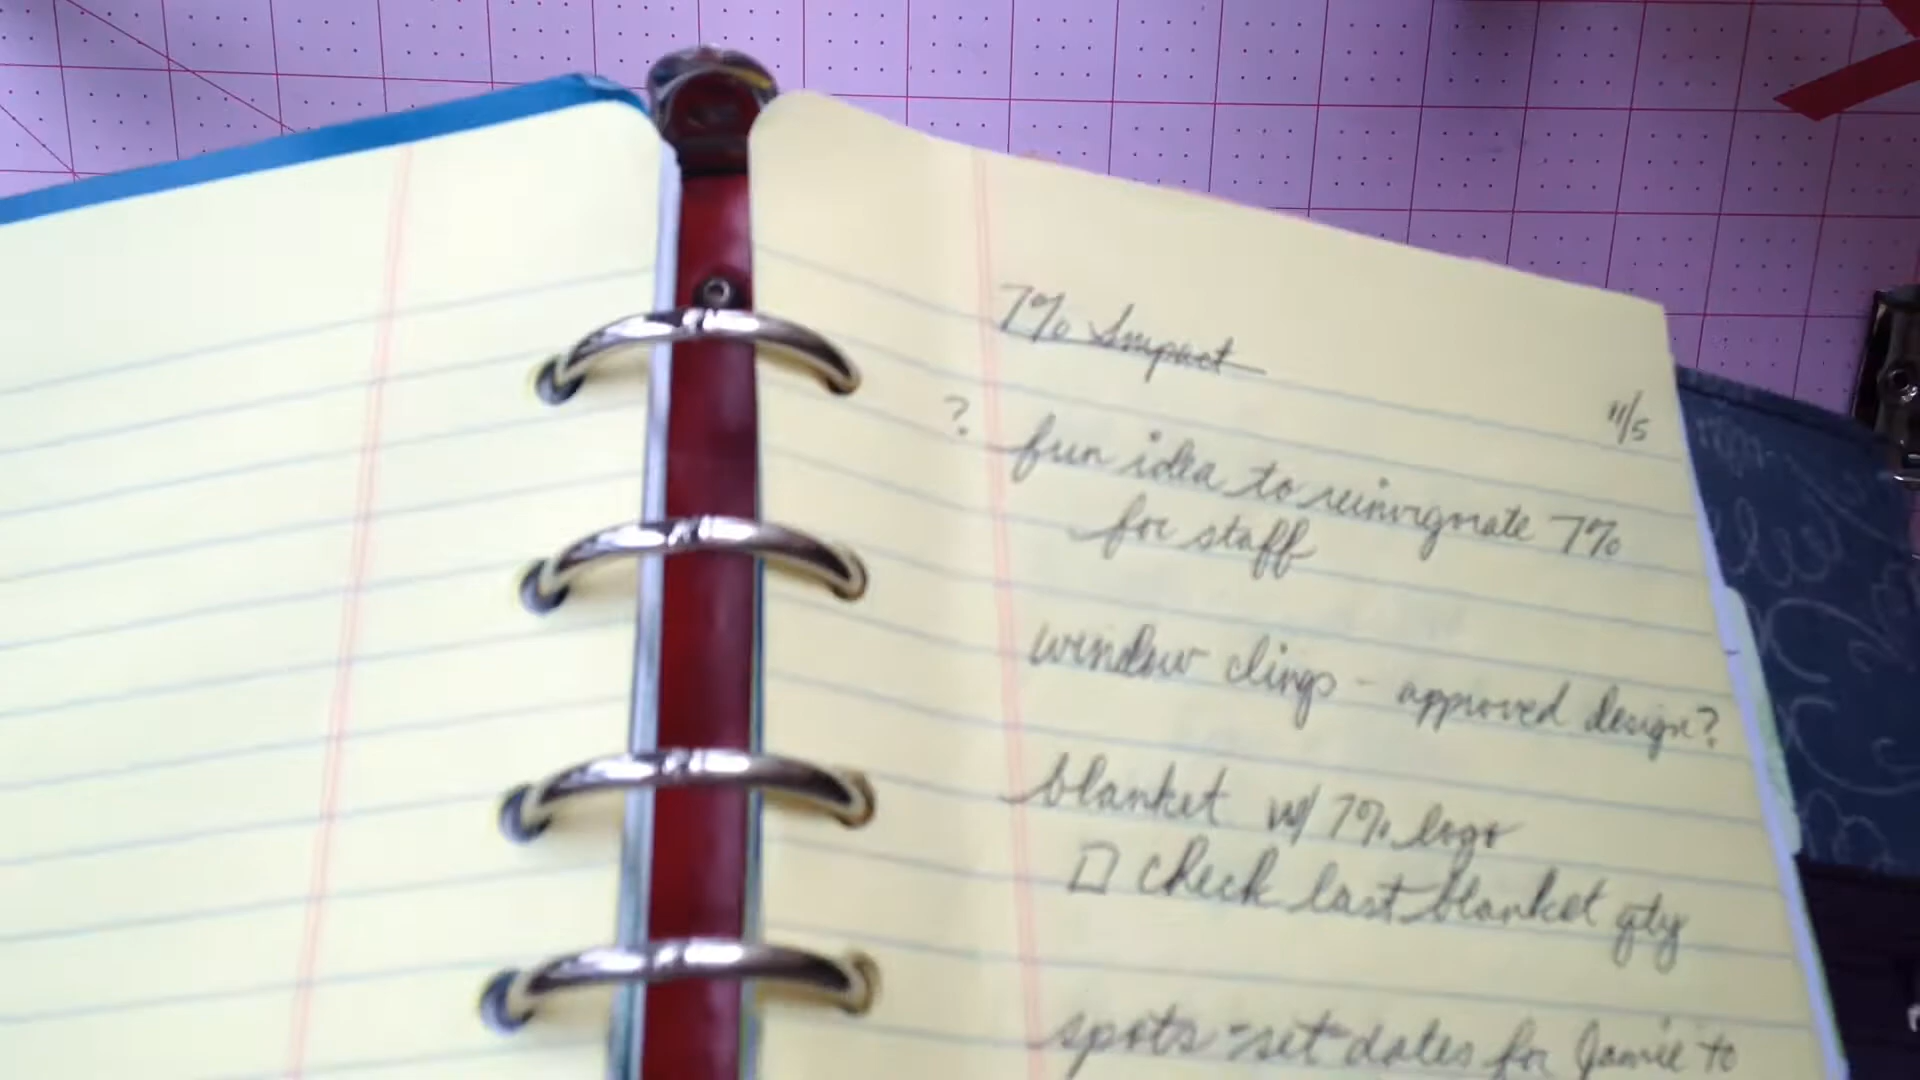 7% Impact
11/5
? fun idea to reinvigorate 7%
for staff
window clings - approved design?
blanket w/ 7% logo
☐ check last blanket qty
spots - set dates for Jamie to